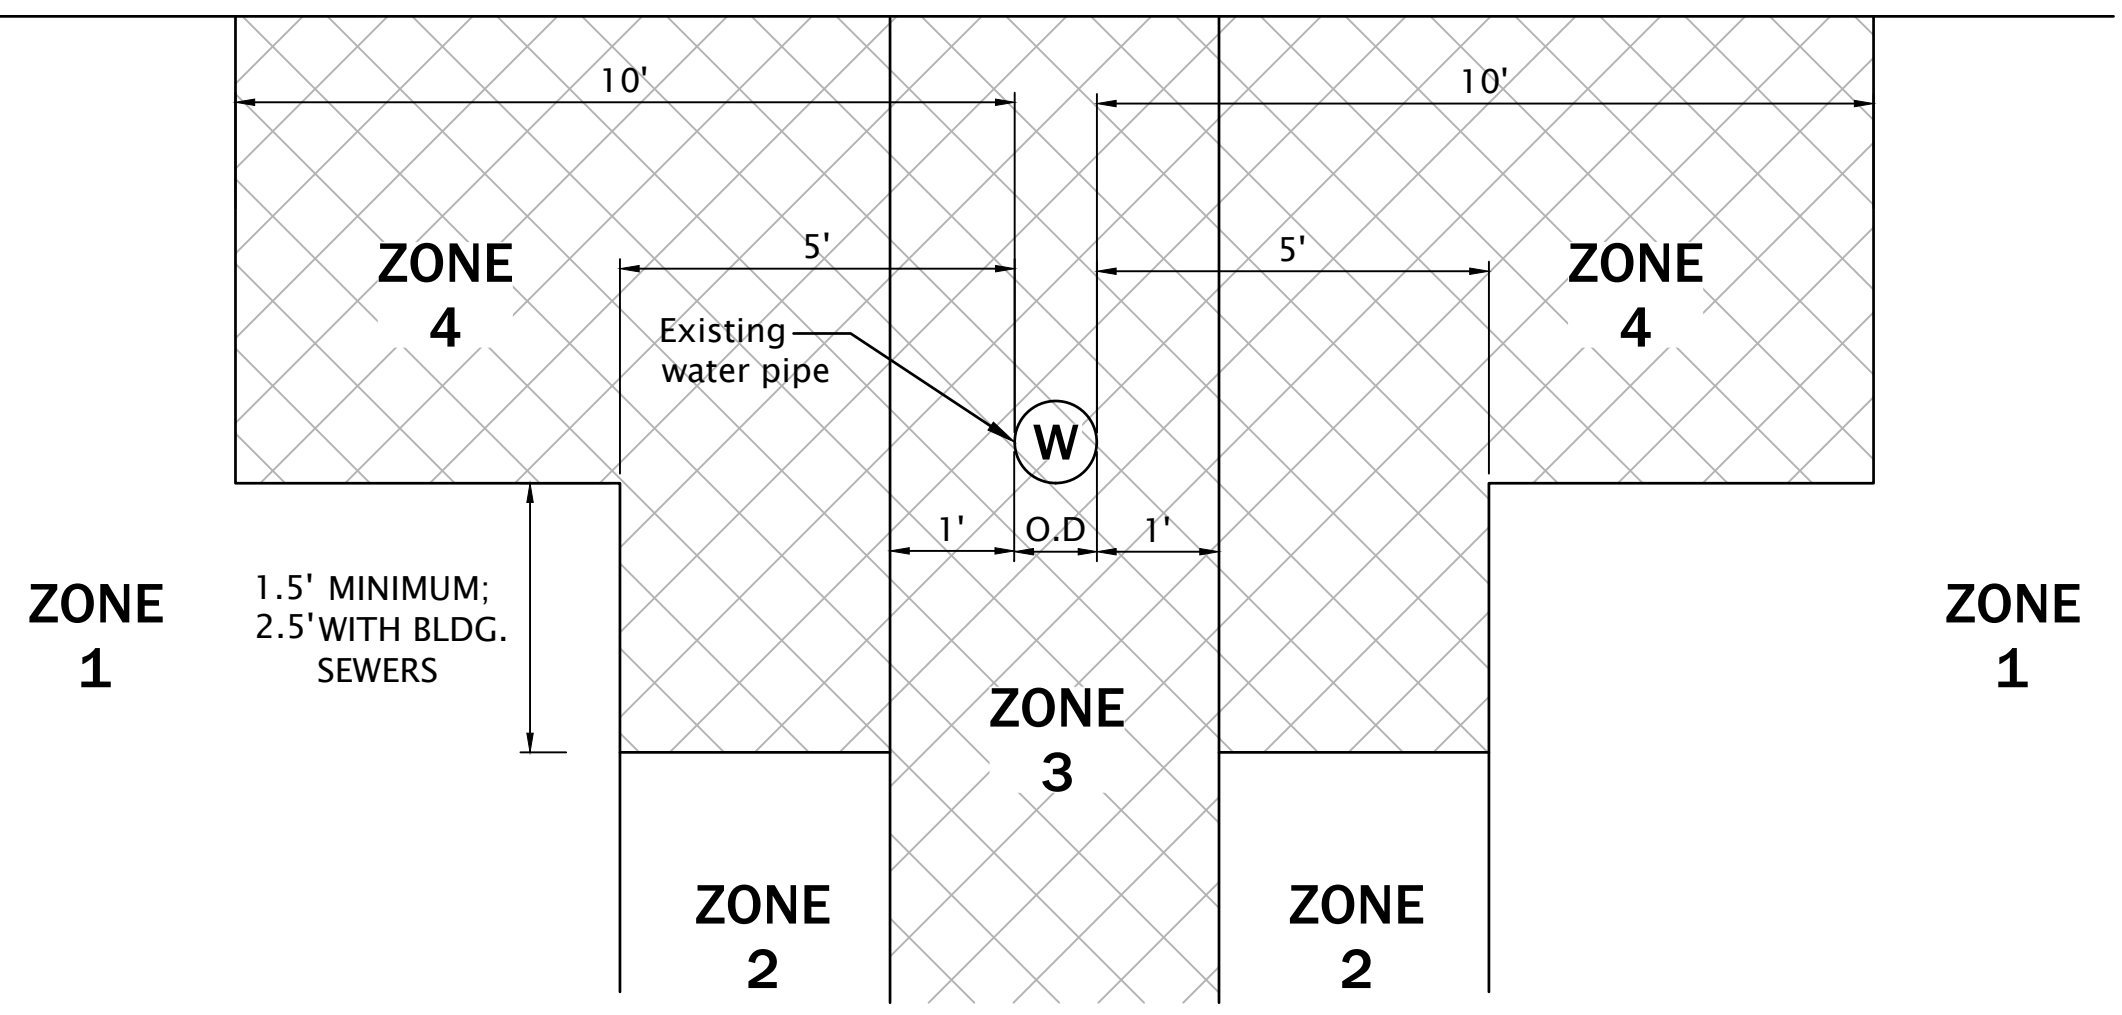 10'
10'
ZONE
4
5'
5'
ZONE
4
Existing
water pipe
W
1'
O.D
1'
ZONE
1
1.5' MINIMUM;
2.5'WITH BLDG.
SEWERS
ZONE
3
ZONE
1
ZONE
2
ZONE
2